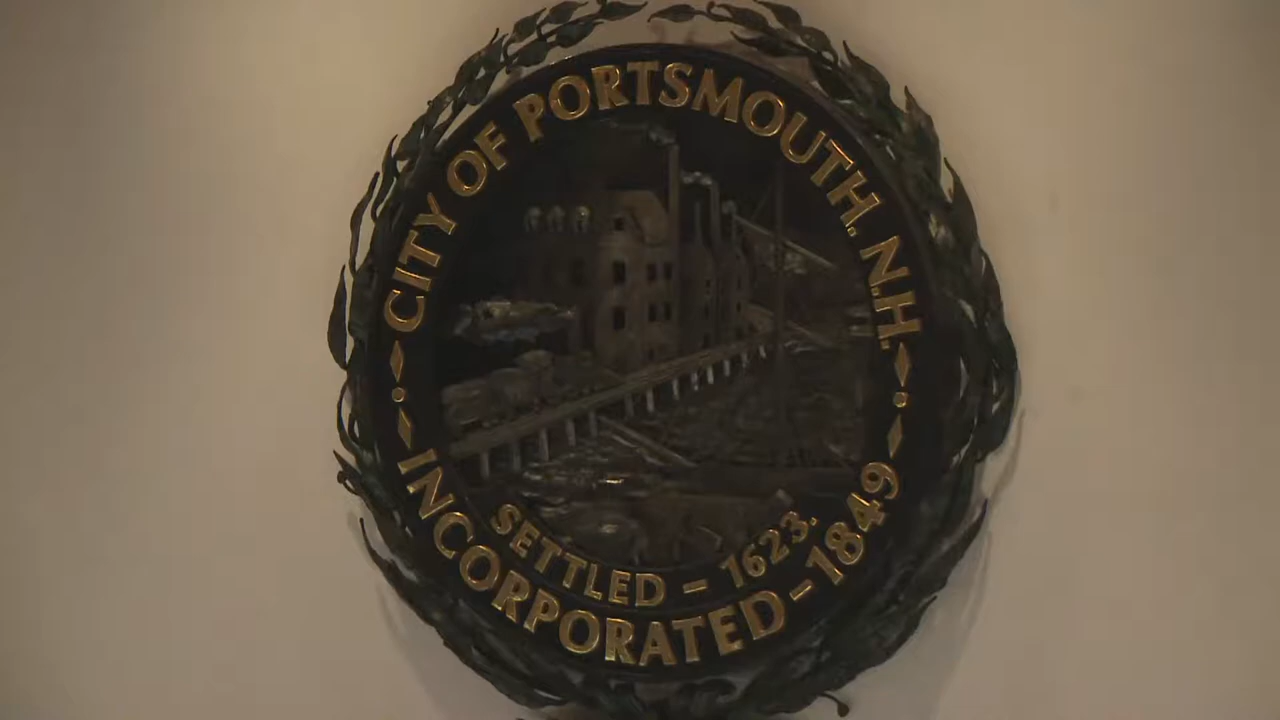 CITY OF PORTSMOUTH. N.H.
SETTLED – 1623.
INCORPORATED – 1849